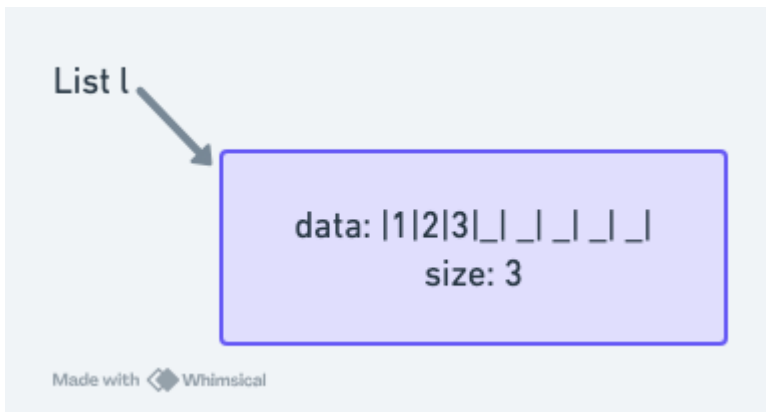 List l
data: |1|2|3|_| _| _| _| _|
size: 3
Made with Whimsical